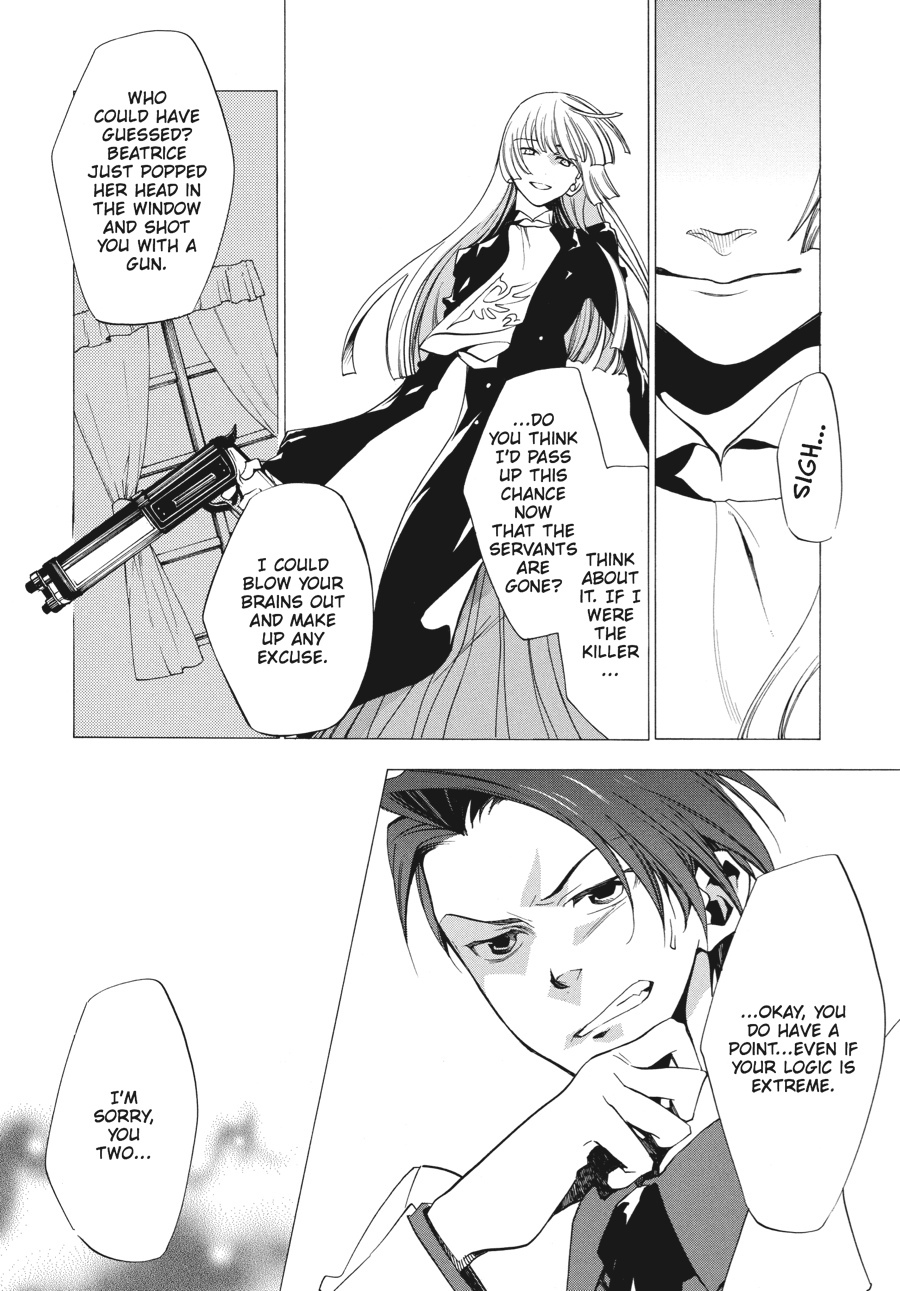 SIGH...
THINK
ABOUT
IT. IF I
WERE
THE
KILLER
...
...DO
YOU THINK
I'D PASS
UP THIS
CHANCE
NOW
THAT THE
SERVANTS
ARE
GONE?
I COULD
BLOW YOUR
BRAINS OUT
AND MAKE
UP ANY
EXCUSE.
WHO
COULD HAVE
GUESSED?
BEATRICE
JUST POPPED
HER HEAD IN
THE WINDOW
AND SHOT
YOU WITH A
GUN.
...OKAY, YOU
DO HAVE A
POINT...EVEN IF
YOUR LOGIC IS
EXTREME.
I'M
SORRY,
YOU
TWO...